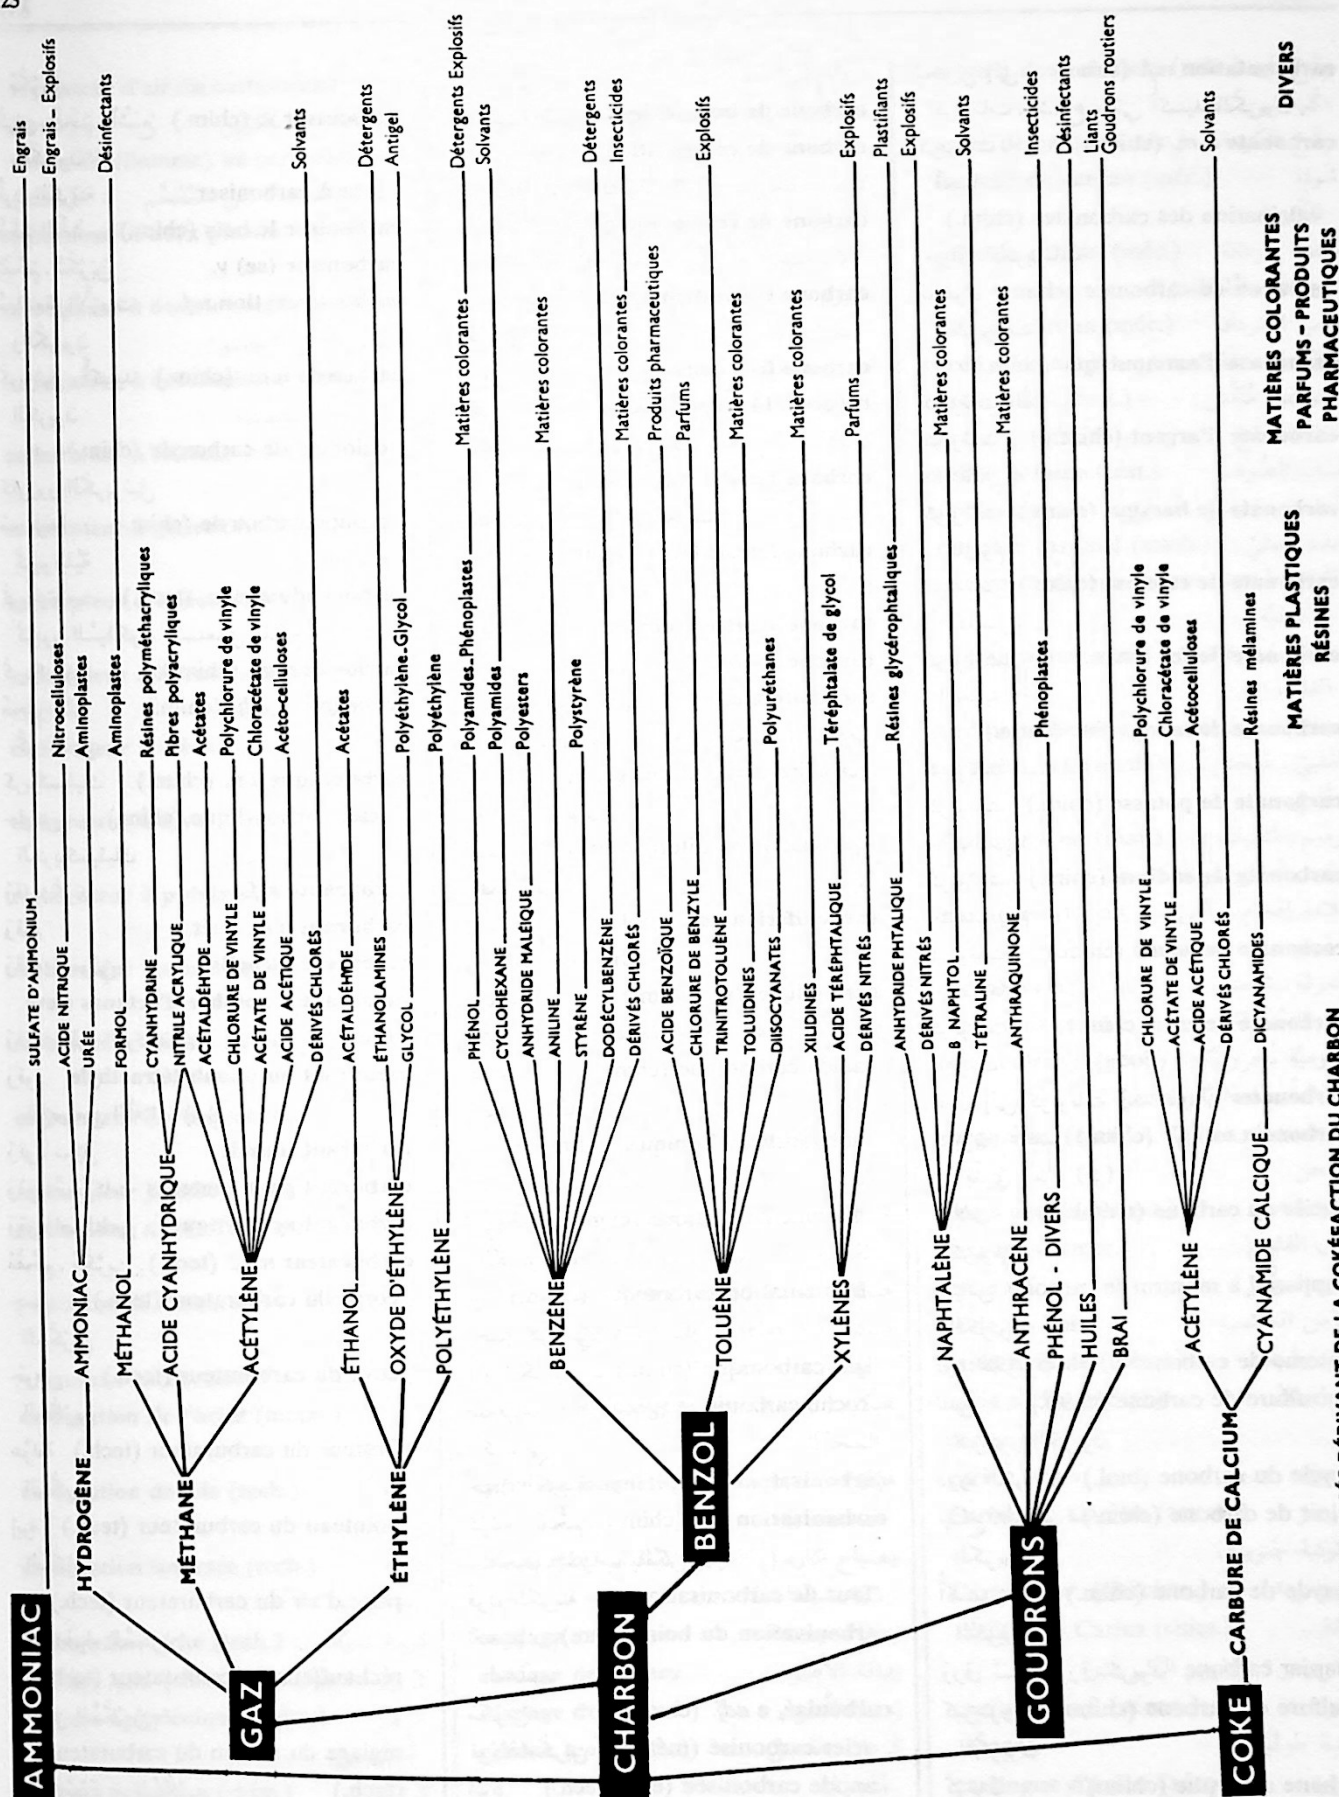 25
AMMONIAC
SULFATE D'AMMONIUM
Engrais
CHARBON
GAZ
HYDROGÈNE
AMMONIAC
ACIDE NITRIQUE
Nitrocelluloses
Engrais - Explosifs
URÉE
Aminoplastes
MÉTHANE
MÉTHANOL
FORMOL
Aminoplastes
Désinfectants
ACIDE CYANHYDRIQUE
CYANHYDRINE
Résines polyméthacryliques
NITRILE ACRYLIQUE
Fibres polyacryliques
ACÉTYLÈNE
ACÉTALDÉHYDE
Acétates
CHLORURE DE VINYLE
Polychlorure de vinyle
ACÉTATE DE VINYLE
Chloracétate de vinyle
ACIDE ACÉTIQUE
Acéto-celluloses
DÉRIVÉS CHLORÉS
Solvants
ÉTHYLÈNE
ÉTHANOL
ACÉTALDÉMDE
Acétates
OXYDE D'ÉTHYLÈNE
ÉTHANOLAMINES
Détergents
GLYCOL
Polyéthylène-Glycol
Antigel
POLYÉTHYLÈNE
Polyéthylène
BENZOL
BENZÈNE
PHÉNOL
Polyamides-Phénoplastes
Matières colorantes
Détergents Explosifs
CYCLOHEXANE
Polyamides
Solvants
ANHYDRIDE MALÉIQUE
Polyesters
ANILINE
Matières colorantes
STYRÈNE
Polystyrène
DODÉCYLBENZÈNE
Détergents
DÉRIVÉS CHLORÉS
Matières colorantes
Insecticides
TOLUÈNE
ACIDE BENZOÏQUE
Produits pharmaceutiques
CHLORURE DE BENZYLE
Parfums
TRINITROTOLUÈNE
Explosifs
TOLUIDINES
Matières colorantes
DIISOCYANATES
Polyuréthanes
XYLÈNES
XILIDINES
Matières colorantes
ACIDE TÉRÉPHTALIQUE
Téréphtalate de glycol
DÉRIVÉS NITRÉS
Parfums
Explosifs
GOUDRONS
NAPHTALÈNE
ANHYDRIDE PHTALIQUE
Résines glycérophtaliques
Plastifiants
DÉRIVÉS NITRÉS
Explosifs
B NAPHTOL
Matières colorantes
TÉTRALINE
Solvants
ANTHRACÈNE
ANTHRAQUINONE
Matières colorantes
PHÉNOL - DIVERS
Phénoplastes
Insecticides
HUILES
Désinfectants
BRAI
Liants
Goudrons routiers
COKE
CARBURE DE CALCIUM
ACÉTYLÈNE
CHLORURE DE VINYLE
Polychlorure de vinyle
ACÉTATE DE VINYLE
Chloracétate de vinyle
ACIDE ACÉTIQUE
Acétocelluloses
DÉRIVÉS CHLORÉS
Solvants
CYANAMIDE CALCIQUE
DICYANAMIDES
Résines mélamines
MATIÈRES PLASTIQUES
RÉSINES
MATIÈRES COLORANTES
PARFUMS - PRODUITS
PHARMACEUTIQUES
DIVERS
DE LA COKÉFACTION DU CHARBON